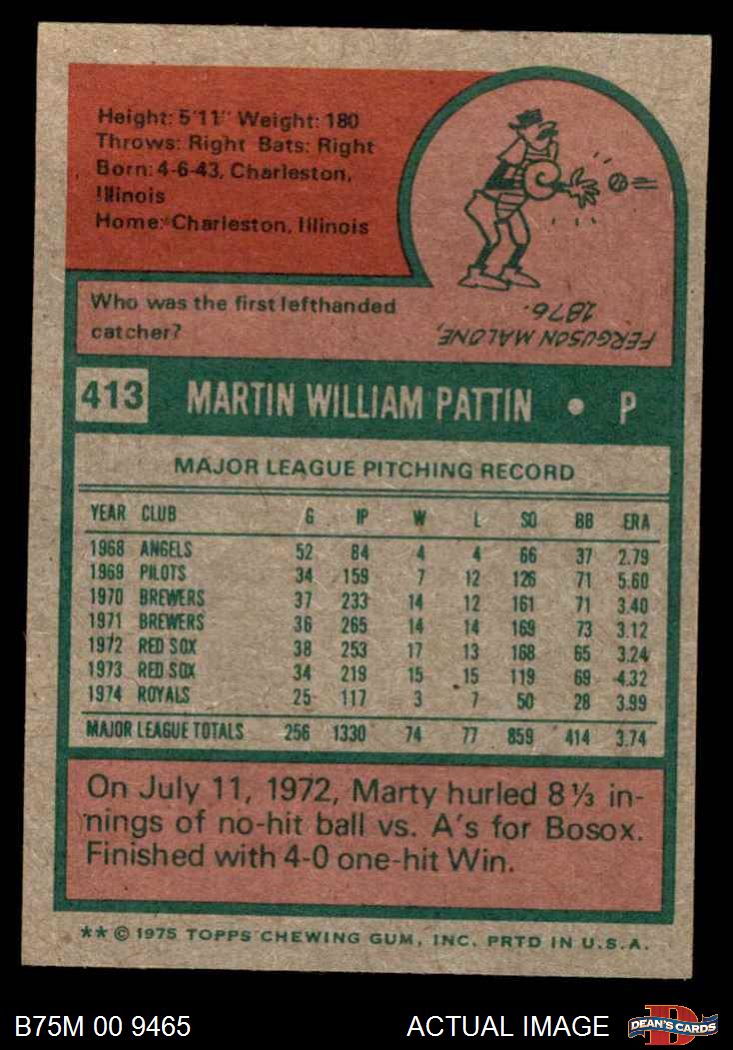 Height: 5'11" Weight: 180
Throws: Right Bats: Right
Born: 4-6-43, Charleston,
Illinois
Home: Charleston, Illinois
Who was the first lefthanded
catcher?
FERGUSON MALONE,
1876.
413 MARTIN WILLIAM PATTIN • P
MAJOR LEAGUE PITCHING RECORD
YEAR CLUB G IP W L SO BB ERA
1968 ANGELS 52 84 4 4 66 37 2.79
1969 PILOTS 34 159 7 12 126 71 5.60
1970 BREWERS 37 233 14 12 161 71 3.40
1971 BREWERS 36 265 14 14 169 73 3.12
1972 RED SOX 38 253 17 13 168 65 3.24
1973 RED SOX 34 219 15 15 119 69 4.32
1974 ROYALS 25 117 3 7 50 28 3.99
MAJOR LEAGUE TOTALS 256 1330 74 77 859 414 3.74
On July 11, 1972, Marty hurled 8 ⅓ in-
nings of no-hit ball vs. A's for Bosox.
Finished with 4-0 one-hit Win.
** © 1975 TOPPS CHEWING GUM, INC. PRTD IN U.S.A.
B75M 00 9465 ACTUAL IMAGE D DEAN'S CARDS